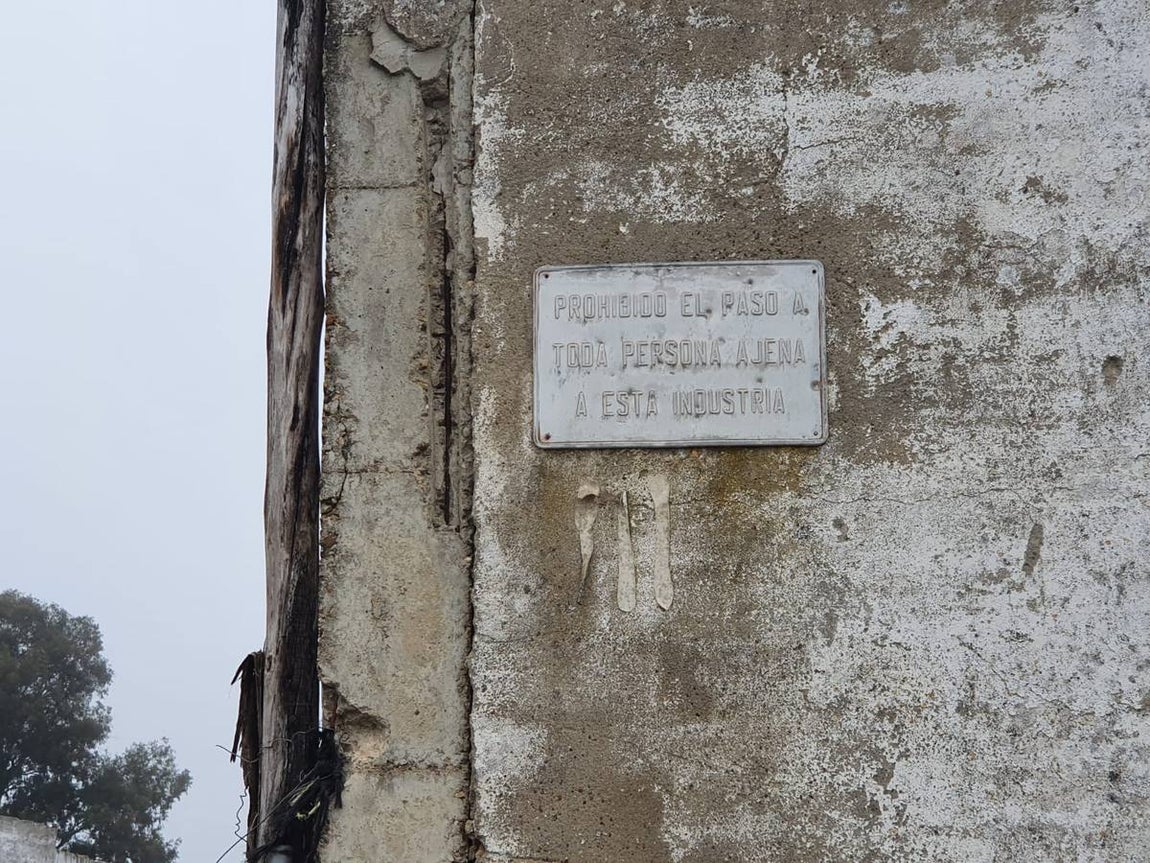 PROHIBIDO EL PASO A
TODA PERSONA AJENA
A ESTA INDUSTRIA